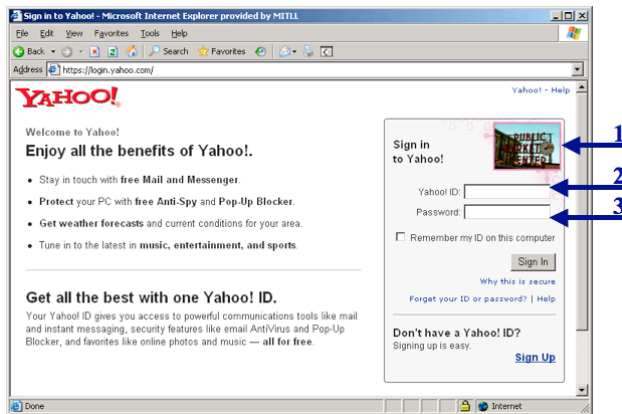 Sign in to Yahoo! - Microsoft Internet Explorer provided by MITLL
File Edit View Favorites Tools Help
Back Search Favorites
Address https://login.yahoo.com/
YAHOO!
Yahoo! - Help
Welcome to Yahoo!
Enjoy all the benefits of Yahoo!.
• Stay in touch with free Mail and Messenger.
• Protect your PC with free Anti-Spy and Pop-Up Blocker.
• Get weather forecasts and current conditions for your area.
• Tune in to the latest in music, entertainment, and sports.
Get all the best with one Yahoo! ID.
Your Yahoo! ID gives you access to powerful communications tools like mail
and instant messaging, security features like email AntiVirus and Pop-Up
Blocker, and favorites like online photos and music — all for free.
Sign in
to Yahoo!
PUBLIC
MARKET
CENTER
1
Yahoo! ID:
2
Password:
3
Remember my ID on this computer
Sign In
Why this is secure
Forget your ID or password? | Help
Don't have a Yahoo! ID?
Signing up is easy.
Sign Up
Done
Internet